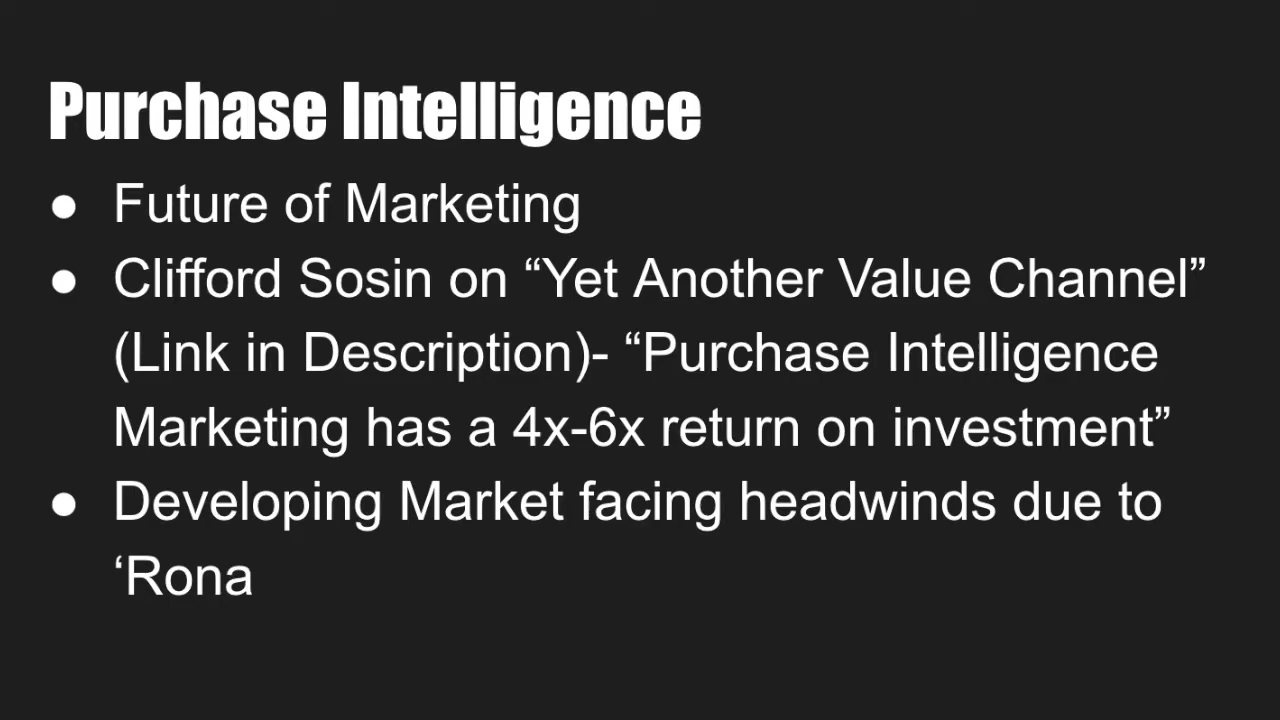 Purchase Intelligence
● Future of Marketing
● Clifford Sosin on “Yet Another Value Channel”
(Link in Description)- “Purchase Intelligence
Marketing has a 4x-6x return on investment”
● Developing Market facing headwinds due to
‘Rona